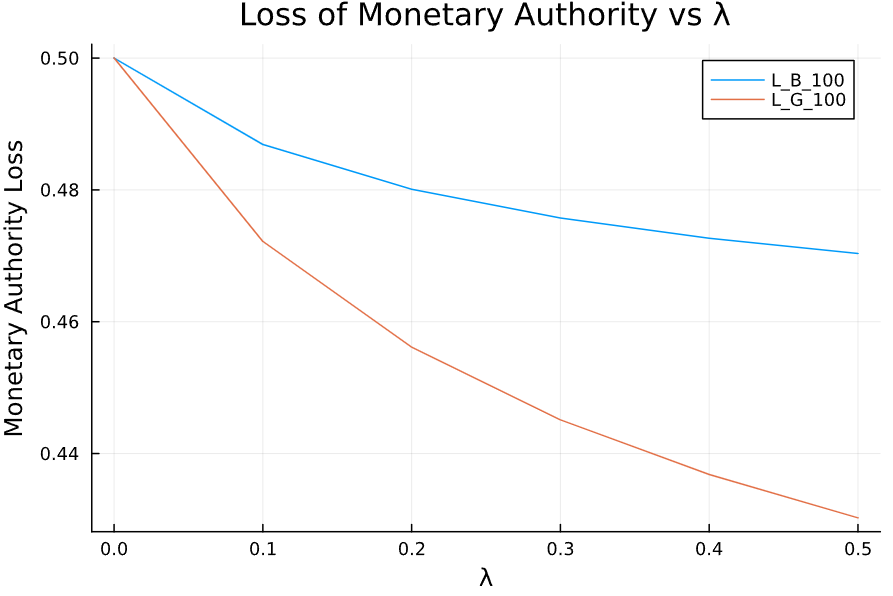 Loss of Monetary Authority vs λ
Monetary Authority Loss
0.50
0.48
0.46
0.44
L_B_100
L_G_100
0.0 0.1 0.2 0.3 0.4 0.5
λ